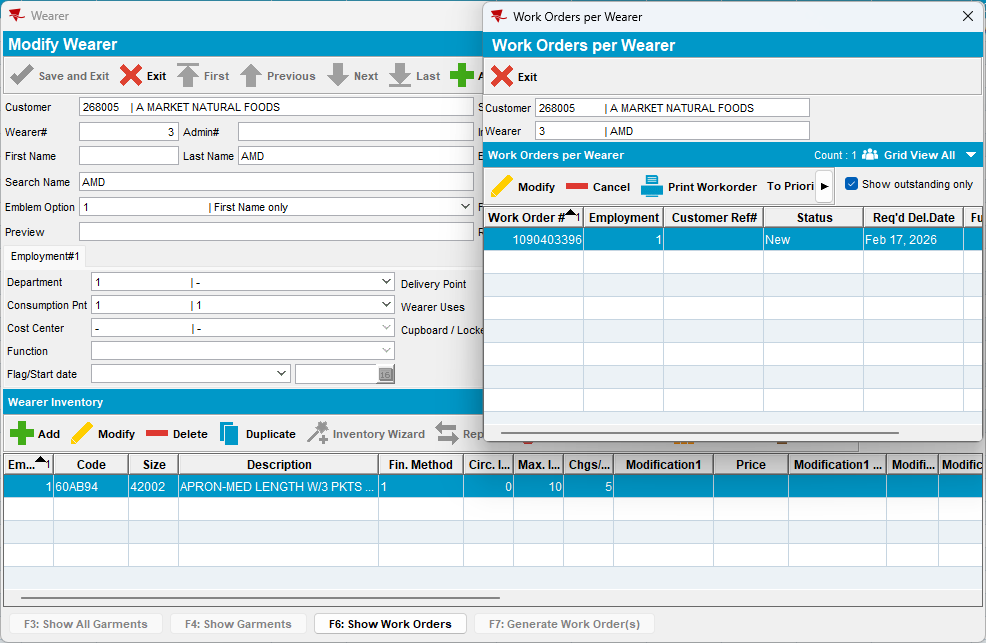 Wearer
Modify Wearer
Save and Exit Exit First Previous Next Last
Customer 268005 | A MARKET NATURAL FOODS
Wearer# 3 Admin#
First Name Last Name AMD
Search Name AMD
Emblem Option 1 | First Name only
Preview
Employment#1
Department 1 | - Delivery Point
Consumption Pnt 1 | 1 Wearer Uses
Cost Center - | - Cupboard / Locke
Function
Flag/Start date 16
Work Orders per Wearer
Work Orders per Wearer
Exit
Customer 268005 | A MARKET NATURAL FOODS
Wearer 3 | AMD
Work Orders per Wearer Count : 1 Grid View All
Modify Cancel Print Workorder To Priori Show outstanding only
Work Order # 1 Employment Customer Ref# Status Req'd Del.Date Fu
1090403396 1 New Feb 17, 2026
Wearer Inventory
Add Modify Delete Duplicate Inventory Wizard Rep
Em... 1 Code Size Description Fin. Method Circ. I... Max. I... Chgs/... Modification1 Price Modification1 ... Modifi... Modific
1 60AB94 42002 APRON-MED LENGTH W/3 PKTS ... 1 0 10 5
F3: Show All Garments F4: Show Garments F6: Show Work Orders F7: Generate Work Order(s)